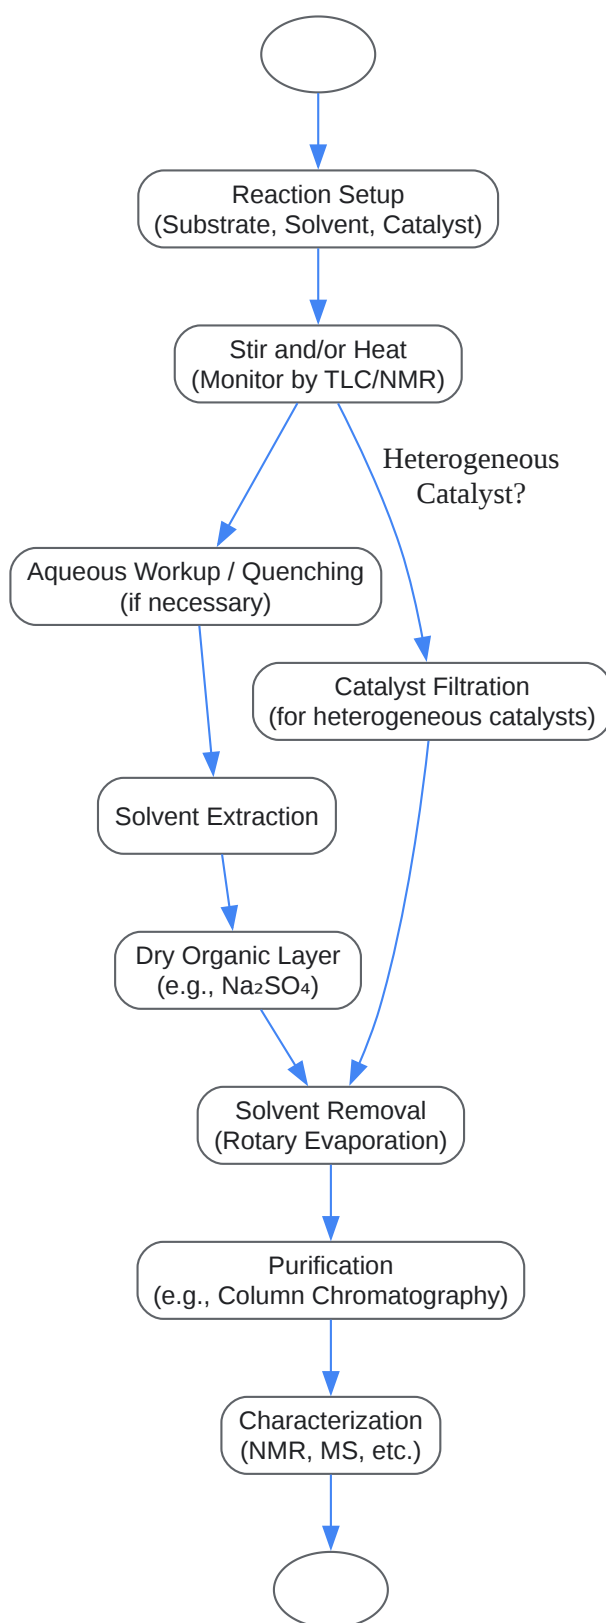 Reaction Setup
(Substrate, Solvent, Catalyst)
Stir and/or Heat
(Monitor by TLC/NMR)
Heterogeneous
Catalyst?
Aqueous Workup / Quenching
(if necessary)
Catalyst Filtration
(for heterogeneous catalysts)
Solvent Extraction
Dry Organic Layer
(e.g., Na₂SO₄)
Solvent Removal
(Rotary Evaporation)
Purification
(e.g., Column Chromatography)
Characterization
(NMR, MS, etc.)